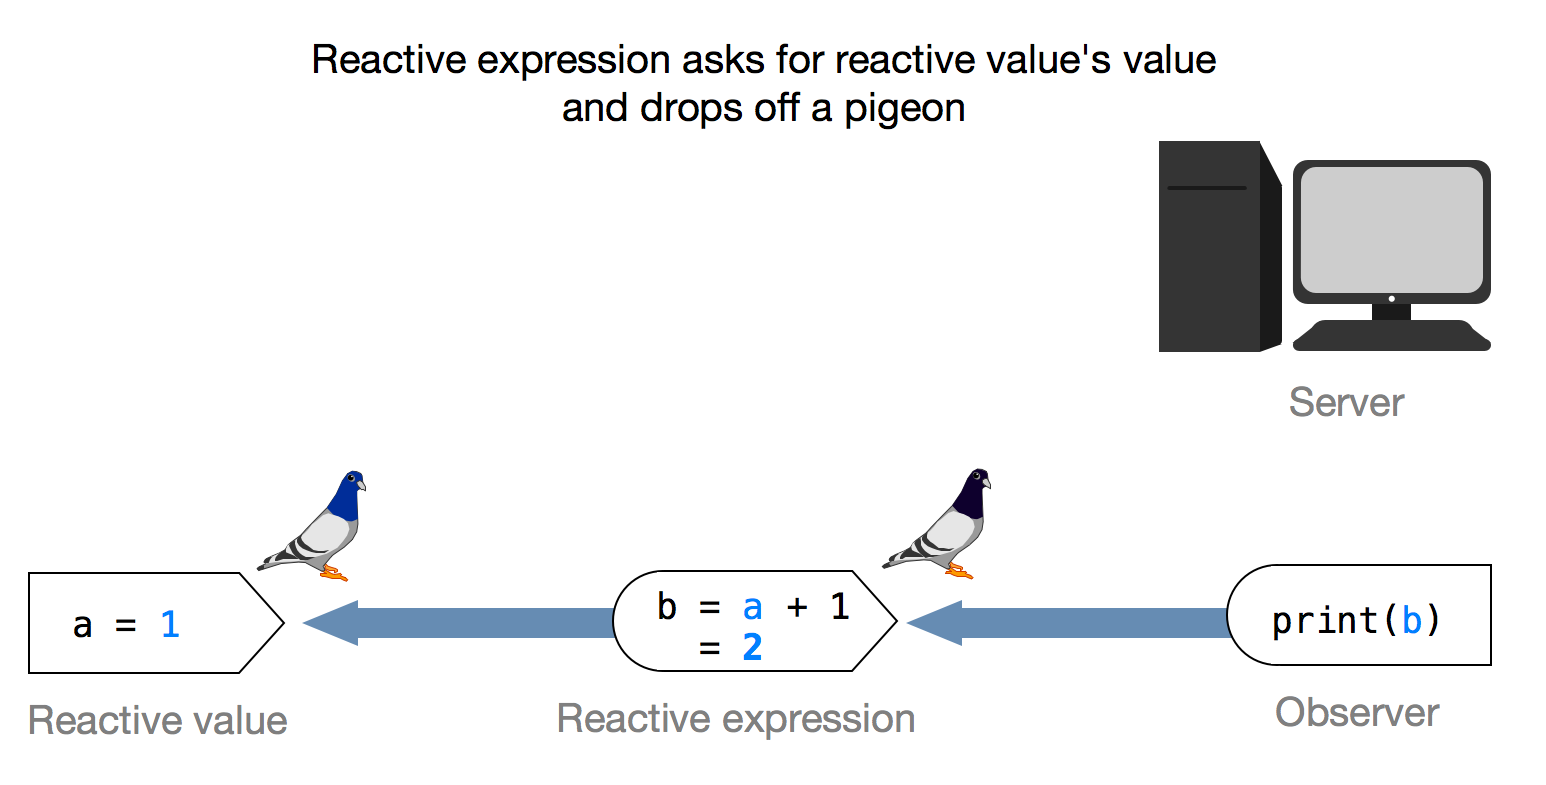 Reactive expression asks for reactive value's value
and drops off a pigeon
Server
a = 1
b = a + 1
= 2
print(b)
Reactive value
Reactive expression
Observer